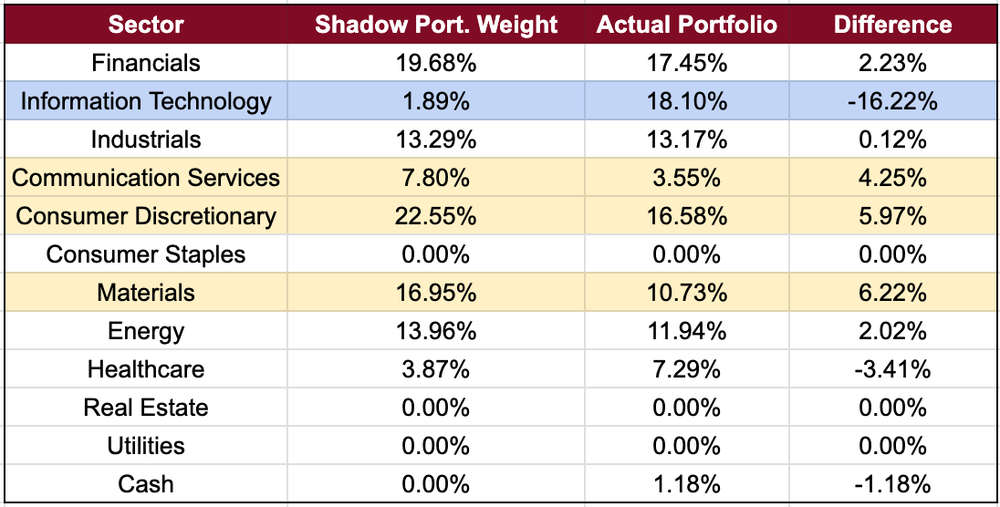 Sector Shadow Port. Weight Actual Portfolio Difference
Financials 19.68% 17.45% 2.23%
Information Technology 1.89% 18.10% -16.22%
Industrials 13.29% 13.17% 0.12%
Communication Services 7.80% 3.55% 4.25%
Consumer Discretionary 22.55% 16.58% 5.97%
Consumer Staples 0.00% 0.00% 0.00%
Materials 16.95% 10.73% 6.22%
Energy 13.96% 11.94% 2.02%
Healthcare 3.87% 7.29% -3.41%
Real Estate 0.00% 0.00% 0.00%
Utilities 0.00% 0.00% 0.00%
Cash 0.00% 1.18% -1.18%